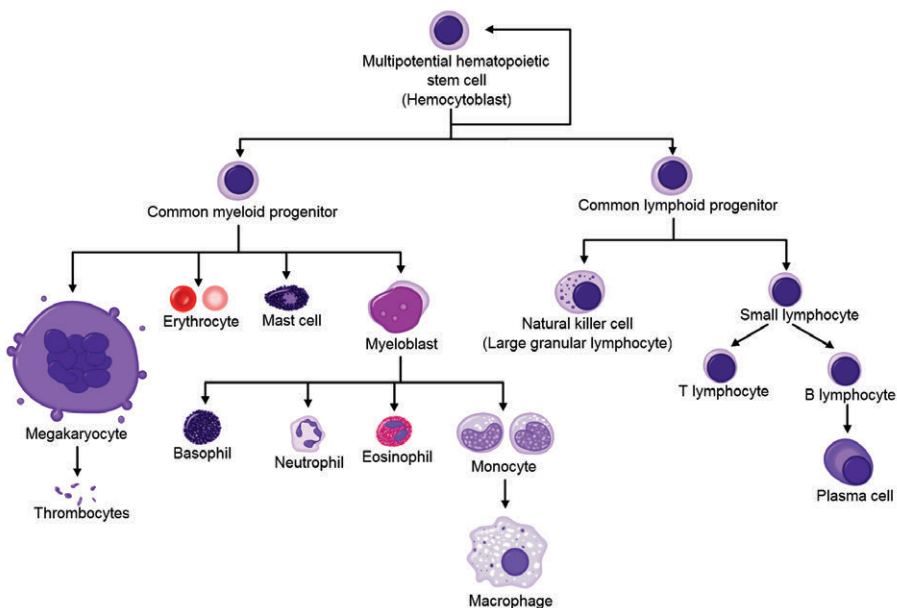 Multipotential hematopoietic
stem cell
(Hemocytoblast)
Common myeloid progenitor
Common lymphoid progenitor
Erythrocyte
Mast cell
Myeloblast
Natural killer cell
(Large granular lymphocyte)
Small lymphocyte
T lymphocyte
B lymphocyte
Megakaryocyte
Basophil
Neutrophil
Eosinophil
Monocyte
Plasma cell
Thrombocytes
Macrophage